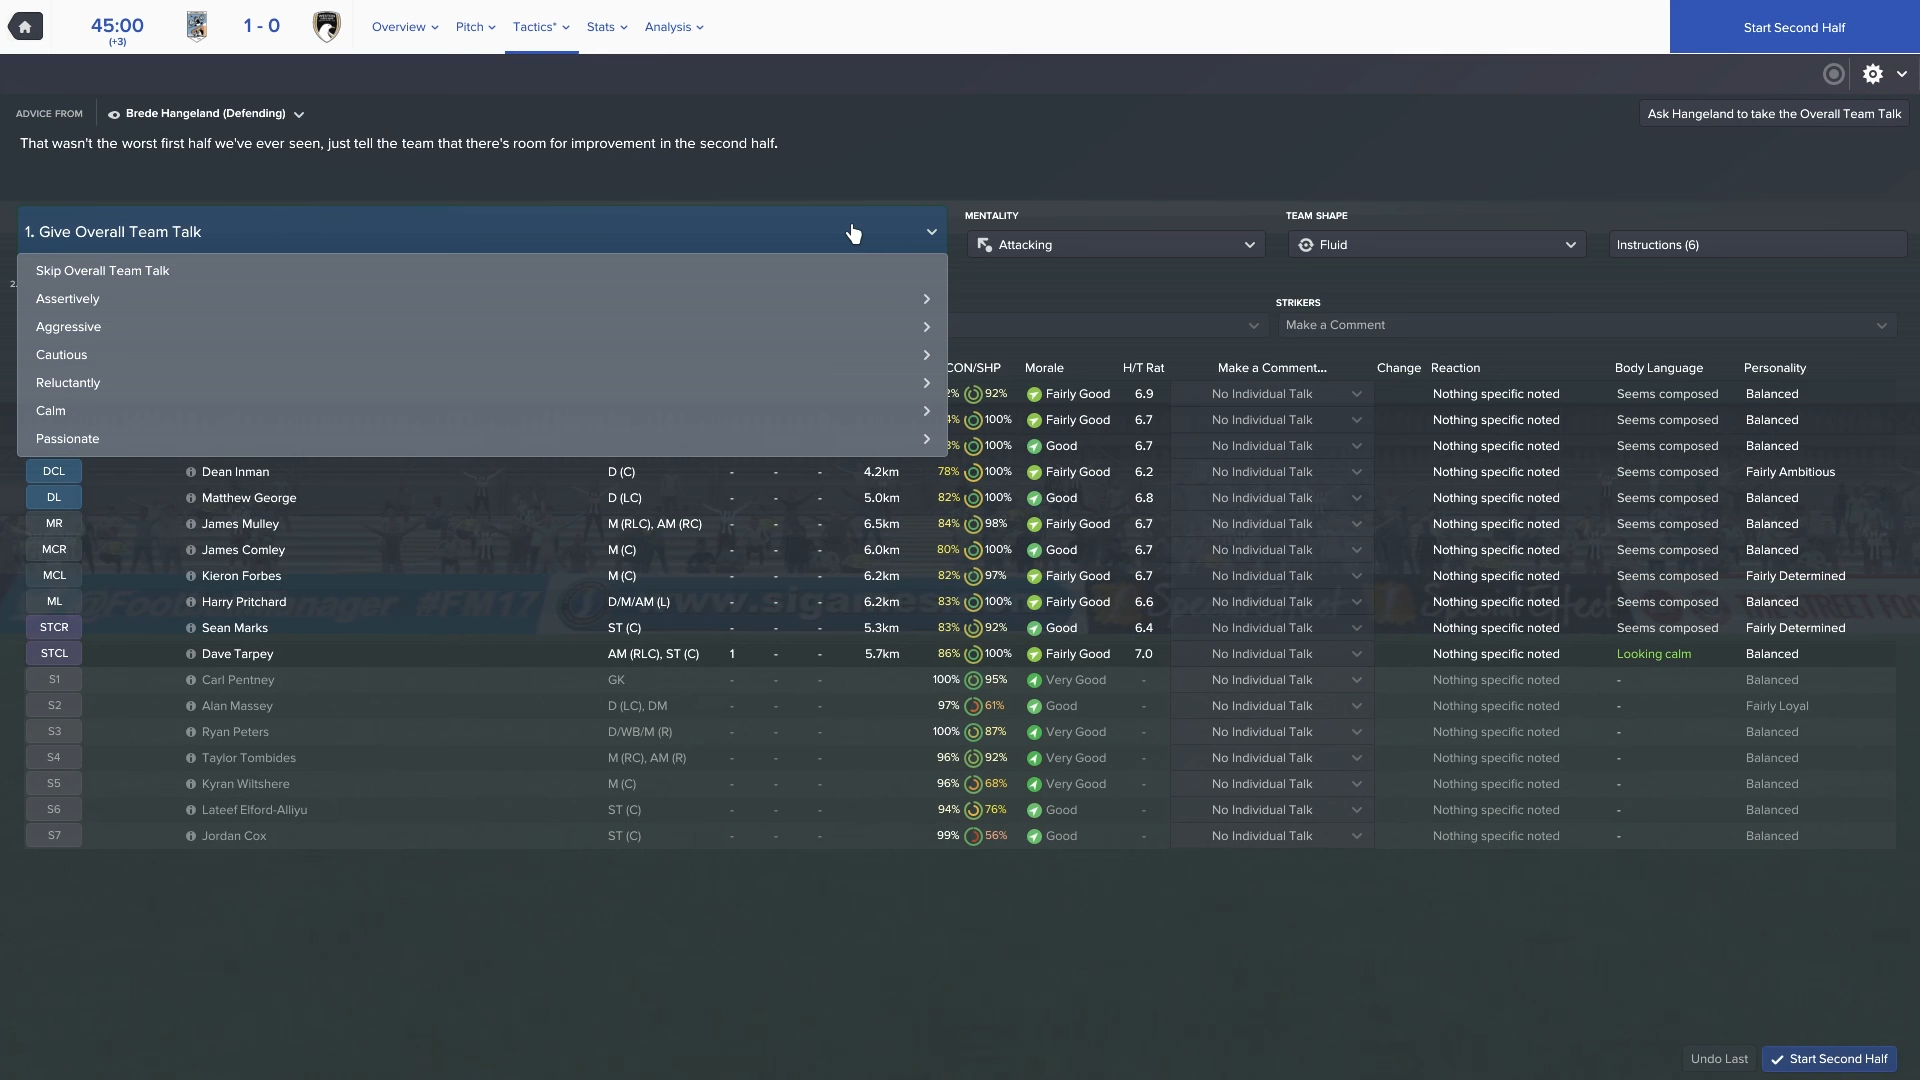 45:00
(+3)
1 - 0
Overview
Pitch
Tactics*
Stats
Analysis
Start Second Half
ADVICE FROM
Brede Hangeland (Defending)
Ask Hangeland to take the Overall Team Talk
That wasn't the worst first half we've ever seen, just tell the team that there's room for improvement in the second half.
1. Give Overall Team Talk
MENTALITY
Attacking
TEAM SHAPE
Fluid
Instructions (6)
Skip Overall Team Talk
Assertively
Aggressive
Cautious
Reluctantly
Calm
Passionate
2.
STRIKERS
Make a Comment
CON/SHP Morale H/T Rat Make a Comment... Change Reaction Body Language Personality
92% Fairly Good 6.9 No Individual Talk Nothing specific noted Seems composed Balanced
100% Fairly Good 6.7 No Individual Talk Nothing specific noted Seems composed Balanced
100% Good 6.7 No Individual Talk Nothing specific noted Seems composed Balanced
DCL Dean Inman D (C) - - - 4.2km 78% 100% Fairly Good 6.2 No Individual Talk Nothing specific noted Seems composed Fairly Ambitious
DL Matthew George D (LC) - - - 5.0km 82% 100% Good 6.8 No Individual Talk Nothing specific noted Seems composed Balanced
MR James Mulley M (RLC), AM (RC) - - - 6.5km 84% 98% Fairly Good 6.7 No Individual Talk Nothing specific noted Seems composed Balanced
MCR James Comley M (C) - - - 6.0km 80% 100% Good 6.7 No Individual Talk Nothing specific noted Seems composed Balanced
MCL Kieron Forbes M (C) - - - 6.2km 82% 97% Fairly Good 6.7 No Individual Talk Nothing specific noted Seems composed Fairly Determined
ML Harry Pritchard D/M/AM (L) - - - 6.2km 83% 100% Fairly Good 6.6 No Individual Talk Nothing specific noted Seems composed Balanced
STCR Sean Marks ST (C) - - - 5.3km 83% 92% Good 6.4 No Individual Talk Nothing specific noted Seems composed Fairly Determined
STCL Dave Tarpey AM (RLC), ST (C) 1 - - 5.7km 86% 100% Fairly Good 7.0 No Individual Talk Nothing specific noted Looking calm Balanced
S1 Carl Pentney GK - - - 100% 95% Very Good - No Individual Talk Nothing specific noted - Balanced
S2 Alan Massey D (LC), DM - - - 97% 61% Good - No Individual Talk Nothing specific noted - Fairly Loyal
S3 Ryan Peters D/WB/M (R) - - - 100% 87% Very Good - No Individual Talk Nothing specific noted - Balanced
S4 Taylor Tombides M (RC), AM (R) - - - 96% 92% Very Good - No Individual Talk Nothing specific noted - Balanced
S5 Kyran Wiltshere M (C) - - - 96% 68% Very Good - No Individual Talk Nothing specific noted - Balanced
S6 Lateef Elford-Alliyu ST (C) - - - 94% 76% Good - No Individual Talk Nothing specific noted - Balanced
S7 Jordan Cox ST (C) - - - 99% 56% Good - No Individual Talk Nothing specific noted - Balanced
Undo Last
Start Second Half